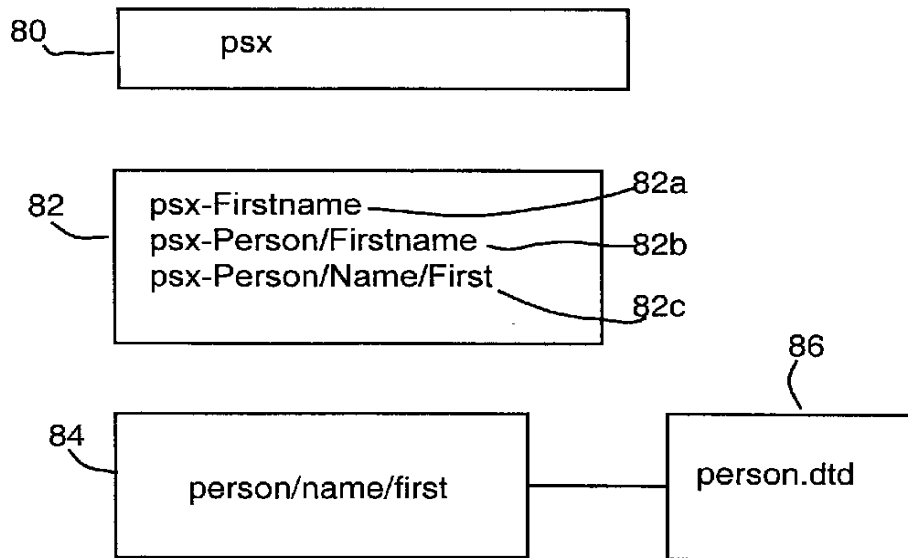 80
psx
82
psx-Firstname
82a
psx-Person/Firstname
82b
psx-Person/Name/First
82c
86
84
person/name/first
person.dtd